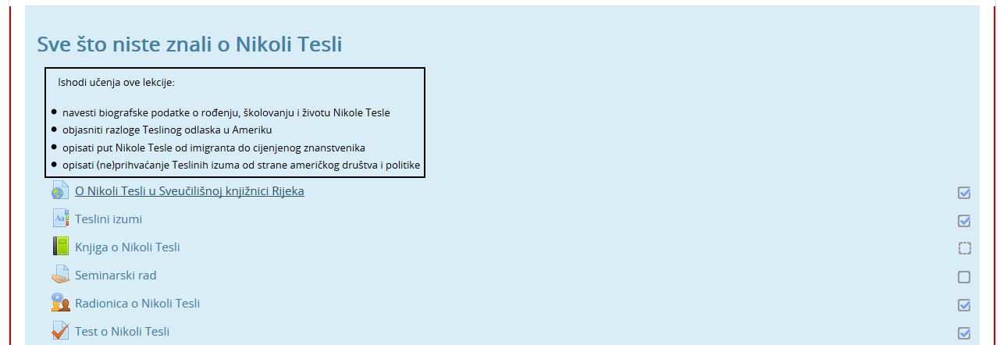 Sve što niste znali o Nikoli Tesli
Ishodi učenja ove lekcije:
● navesti biografske podatke o rođenju, školovanju i životu Nikole Tesle
● objasniti razloge Teslinog odlaska u Ameriku
● opisati put Nikole Tesle od imigranta do cijenjenog znanstvenika
● opisati (ne)prihvaćanje Teslinih izuma od strane američkog društva i politike
O Nikoli Tesli u Sveučilišnoj knjižnici Rijeka
Aa Teslini izumi
Knjiga o Nikoli Tesli
Seminarski rad
Radionica o Nikoli Tesli
Test o Nikoli Tesli